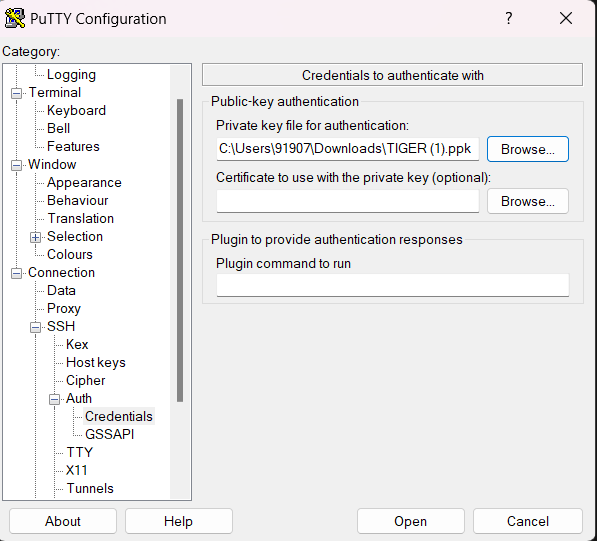 PuTTY Configuration
?
Category:
Logging
Terminal
Keyboard
Bell
Features
Window
Appearance
Behaviour
Translation
Selection
Colours
Connection
Data
Proxy
SSH
Kex
Host keys
Cipher
Auth
Credentials
GSSAPI
TTY
X11
Tunnels
Credentials to authenticate with
Public-key authentication
Private key file for authentication:
C:\Users\91907\Downloads\TIGER (1).ppk Browse...
Certificate to use with the private key (optional):
Browse...
Plugin to provide authentication responses
Plugin command to run
About Help Open Cancel